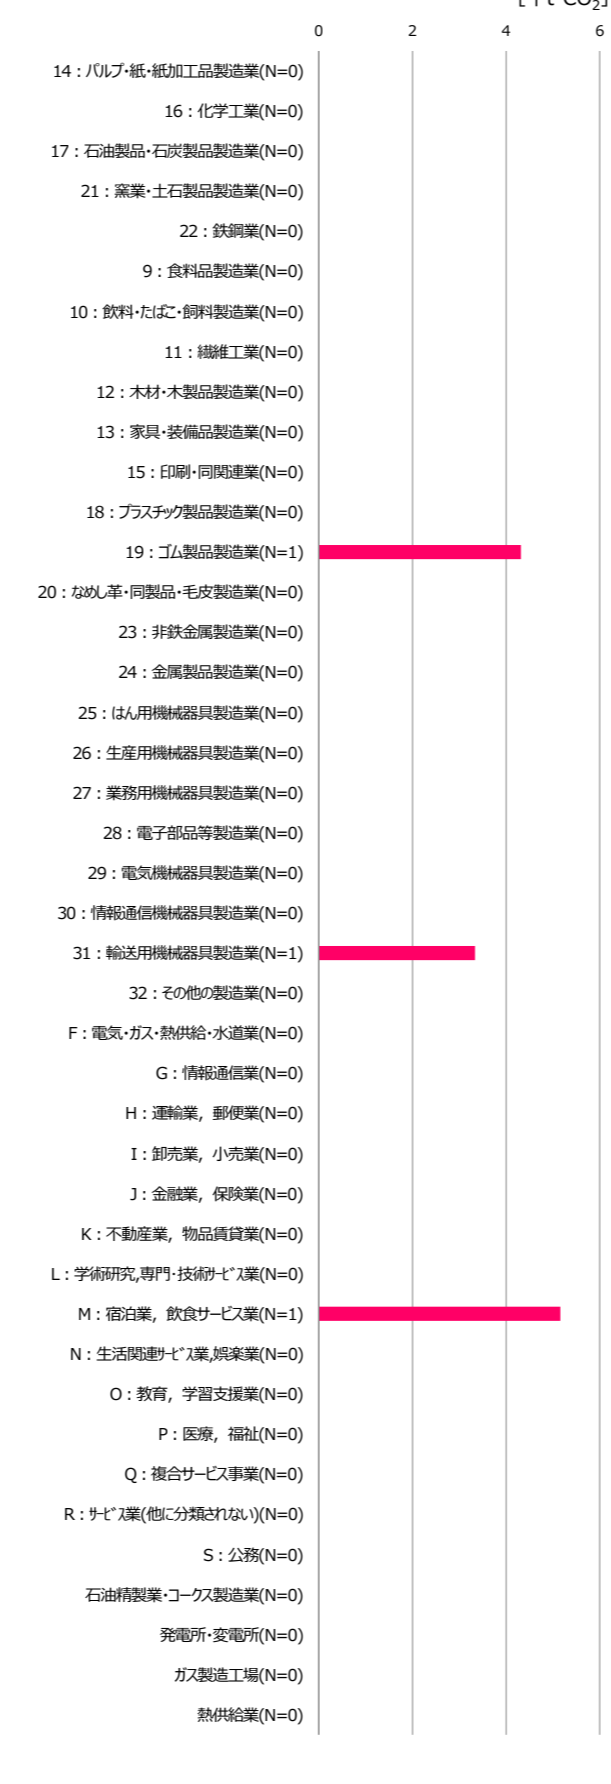 CO2]
0 2 4 6
14：パルプ・紙・紙加工品製造業(N=0)
16：化学工業(N=0)
17：石油製品・石炭製品製造業(N=0)
21：窯業・土石製品製造業(N=0)
22：鉄鋼業(N=0)
9：食料品製造業(N=0)
10：飲料・たばこ・飼料製造業(N=0)
11：繊維工業(N=0)
12：木材・木製品製造業(N=0)
13：家具・装備品製造業(N=0)
15：印刷・同関連業(N=0)
18：プラスチック製品製造業(N=0)
19：ゴム製品製造業(N=1)
20：なめし革・同製品・毛皮製造業(N=0)
23：非鉄金属製造業(N=0)
24：金属製品製造業(N=0)
25：はん用機械器具製造業(N=0)
26：生産用機械器具製造業(N=0)
27：業務用機械器具製造業(N=0)
28：電子部品等製造業(N=0)
29：電気機械器具製造業(N=0)
30：情報通信機械器具製造業(N=0)
31：輸送用機械器具製造業(N=1)
32：その他の製造業(N=0)
F：電気・ガス・熱供給・水道業(N=0)
G：情報通信業(N=0)
H：運輸業，郵便業(N=0)
I：卸売業，小売業(N=0)
J：金融業，保険業(N=0)
K：不動産業，物品賃貸業(N=0)
L：学術研究,専門・技術ｻｰﾋﾞｽ業(N=0)
M：宿泊業，飲食サービス業(N=1)
N：生活関連ｻｰﾋﾞｽ業,娯楽業(N=0)
O：教育，学習支援業(N=0)
P：医療，福祉(N=0)
Q：複合サービス事業(N=0)
R：ｻｰﾋﾞｽ業(他に分類されない)(N=0)
S：公務(N=0)
石油精製業・コークス製造業(N=0)
発電所・変電所(N=0)
ガス製造工場(N=0)
熱供給業(N=0)